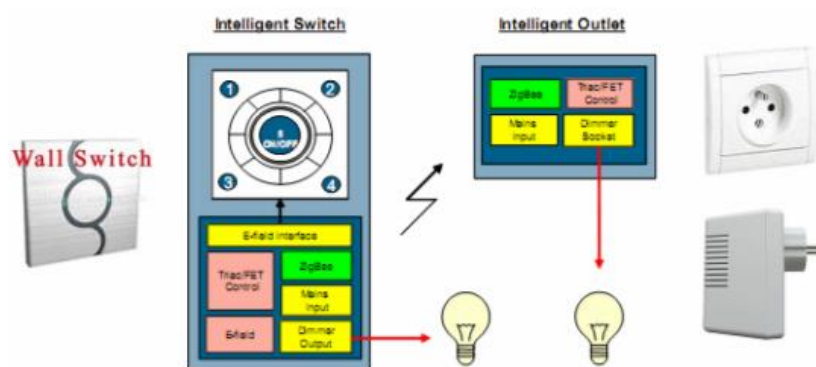 Intelligent Switch
Intelligent Outlet
1
2
ON/OFF
3
4
Wall Switch
E-field Interface
Triac/FET
Control
ZigBee
Mains
Input
E-field
Dimmer
Output
ZigBee
Triac/FET
Control
Mains
Input
Dimmer
Socket